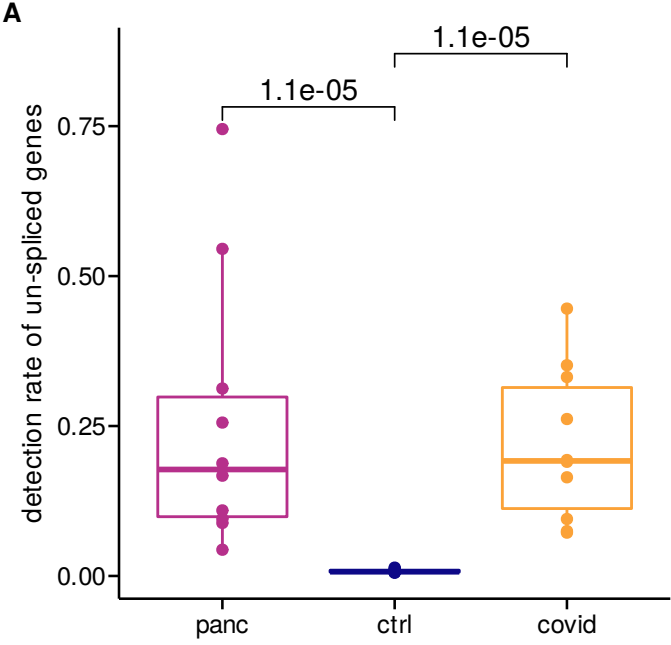 A
1.1e-05
1.1e-05
detection rate of un-spliced genes
0.75
0.50
0.25
0.00
panc ctrl covid